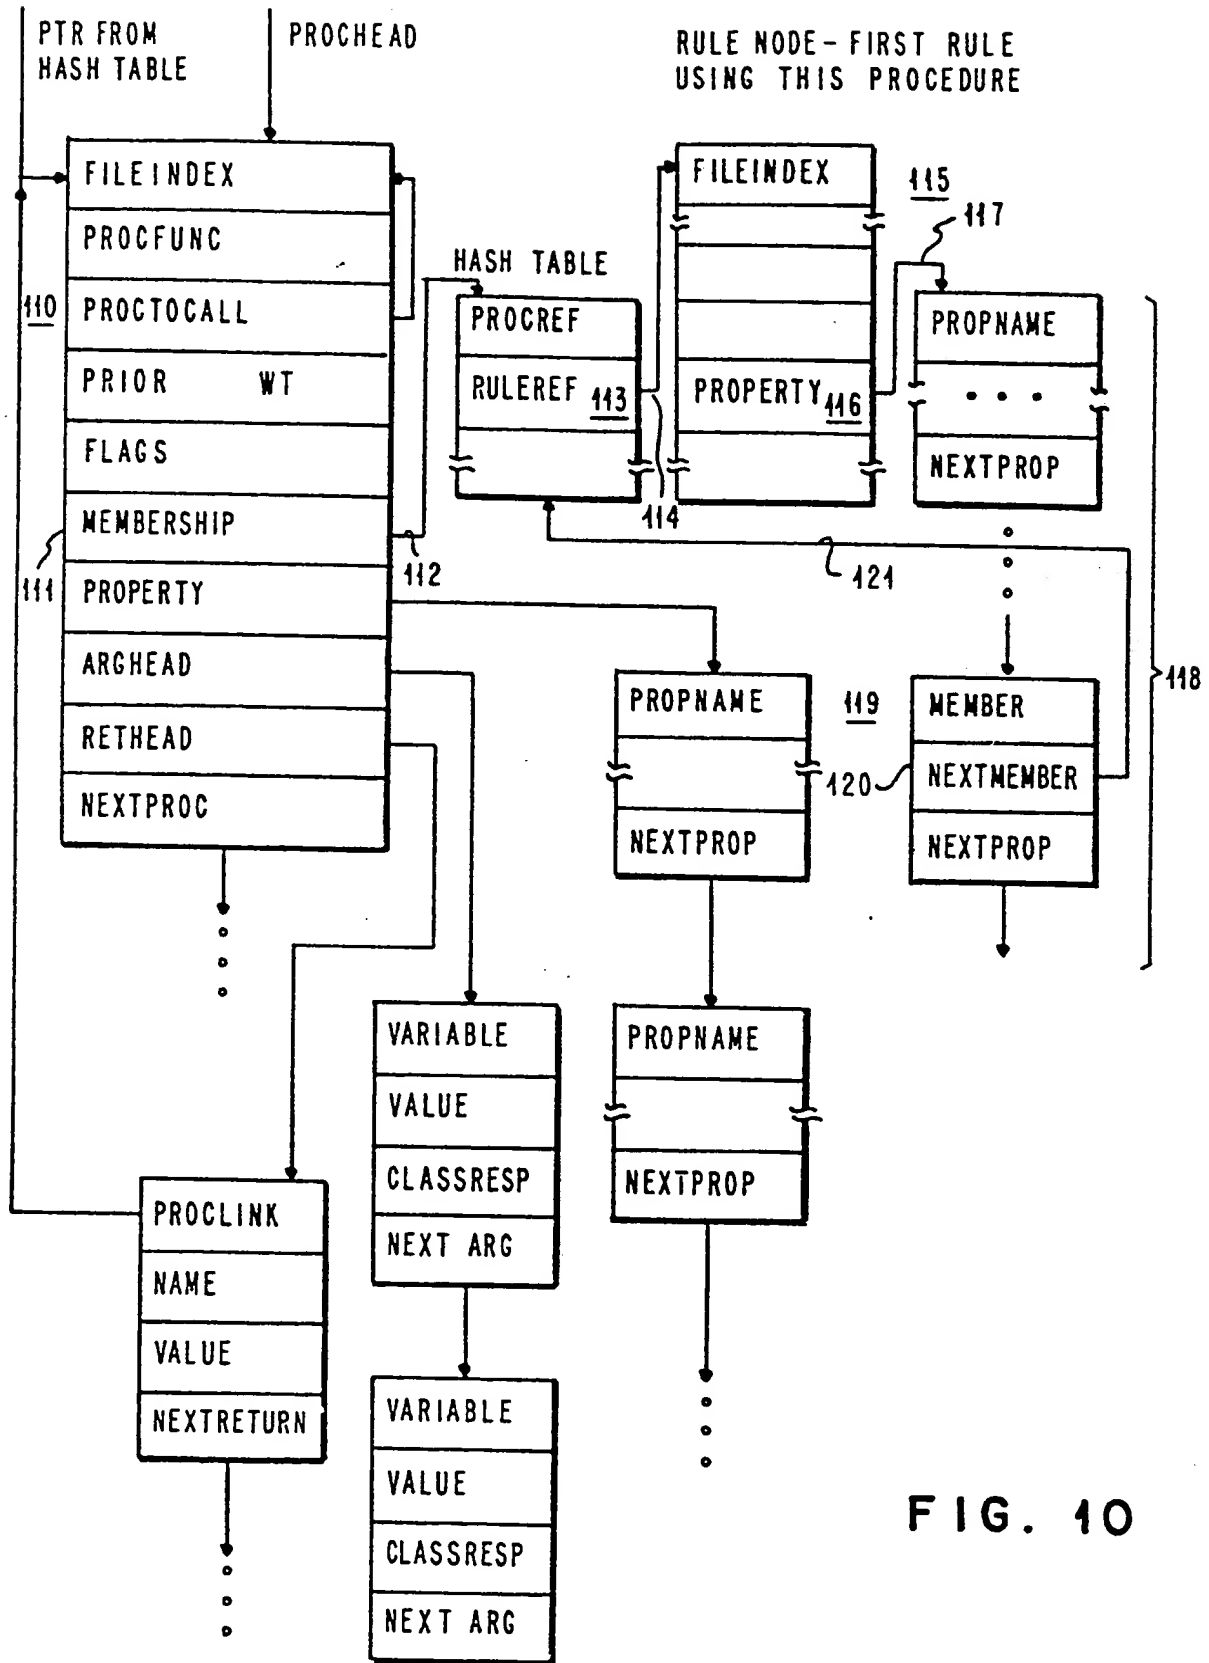 PTR FROM
HASH TABLE
PROCHEAD
RULE NODE - FIRST RULE
USING THIS PROCEDURE
FILEINDEX
PROCFUNC
110
PROCTOCALL
PRIOR WT
FLAGS
111
MEMBERSHIP
112
PROPERTY
ARGHEAD
RETHEAD
NEXTPROC
HASH TABLE
PROCREF
RULEREF 113
114
FILEINDEX
PROPERTY 116
115
117
PROPNAME
• • •
NEXTPROP
121
118
119
MEMBER
120
NEXTMEMBER
NEXTPROP
PROPNAME
NEXTPROP
PROPNAME
NEXTPROP
VARIABLE
VALUE
CLASSRESP
NEXT ARG
VARIABLE
VALUE
CLASSRESP
NEXT ARG
PROCLINK
NAME
VALUE
NEXTRETURN
FIG. 10